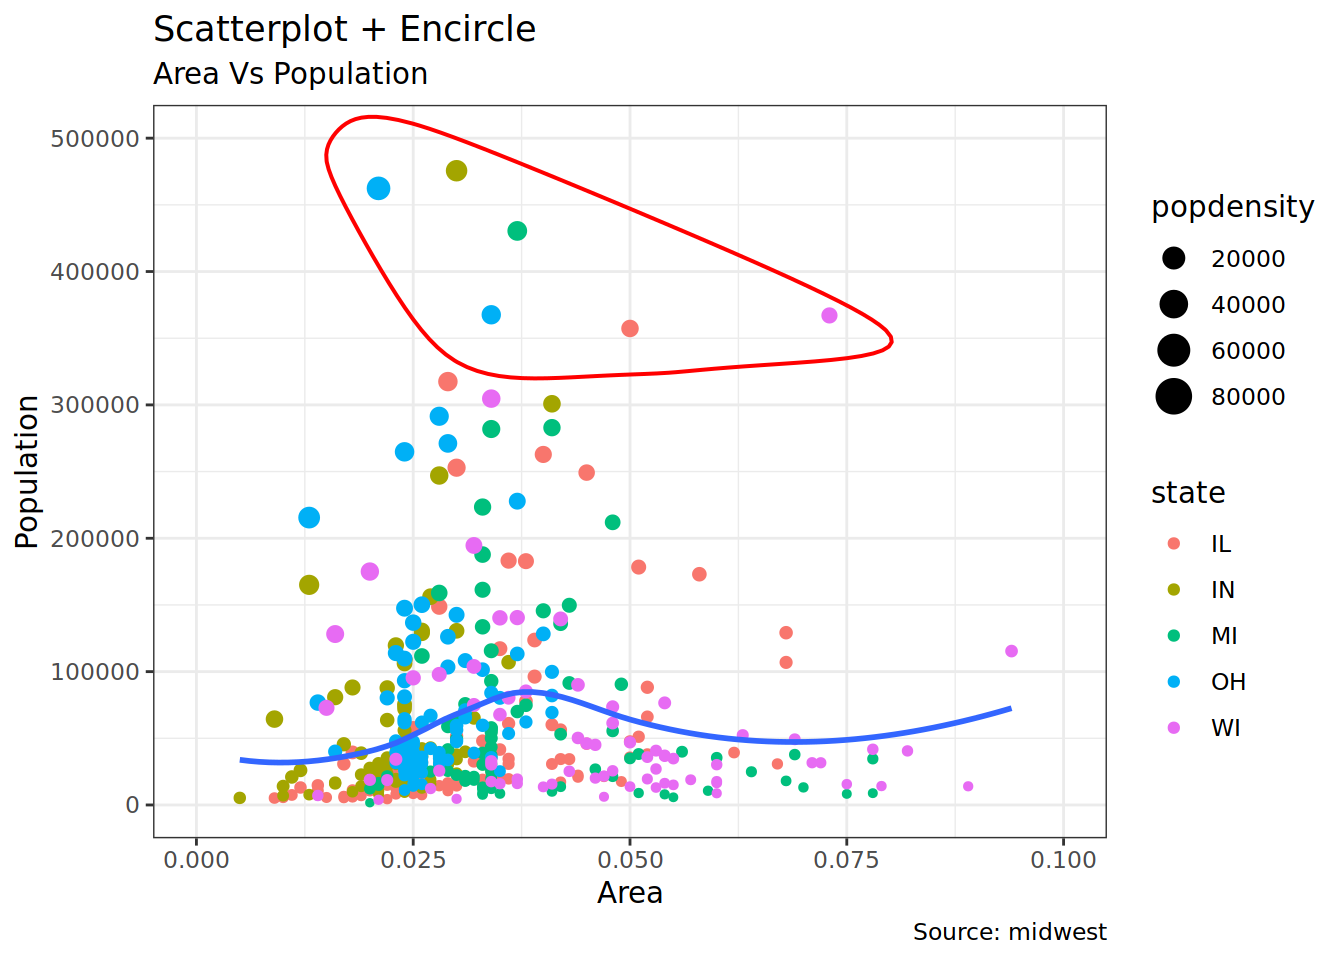 Scatterplot + Encircle
Area Vs Population
500000
400000
300000
200000
100000
0
Population
0.000
0.025
0.050
0.075
0.100
Area
popdensity
20000
40000
60000
80000
state
IL
IN
MI
OH
WI
Source: midwest